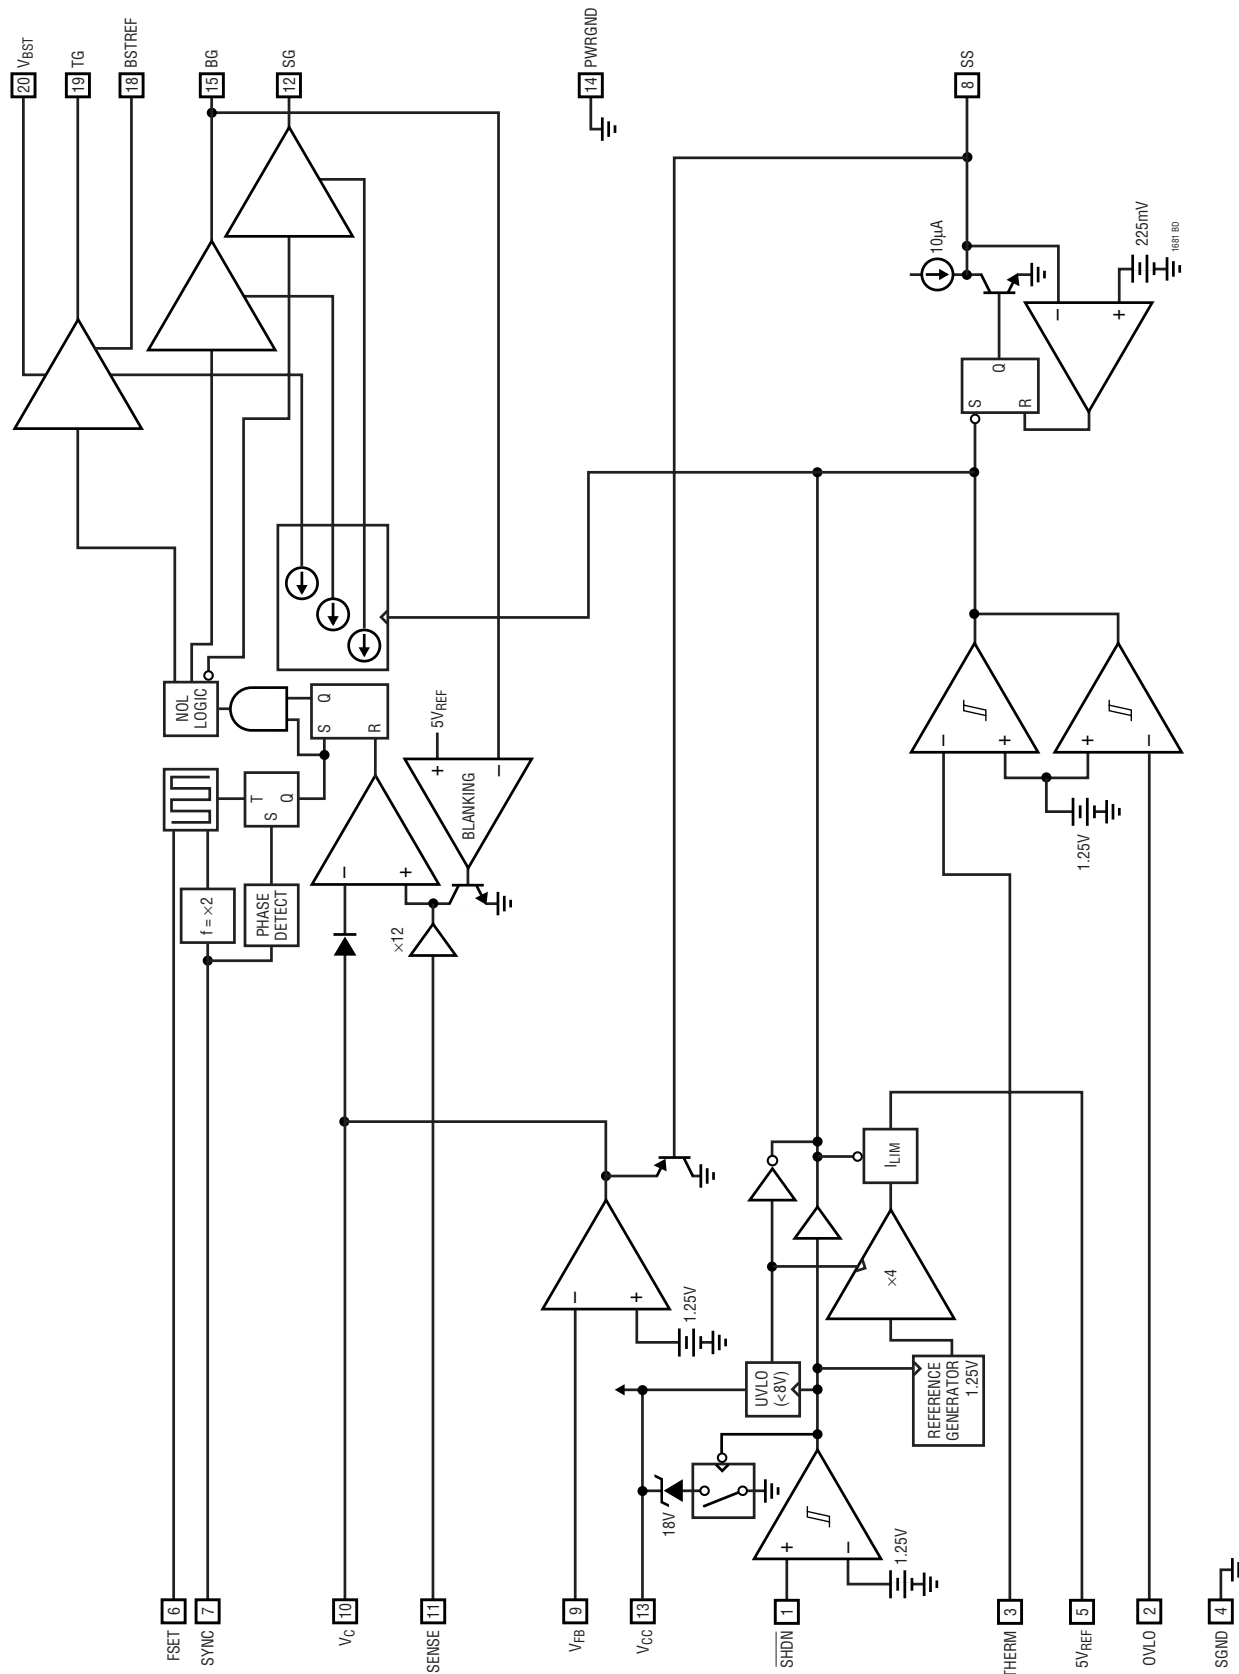 20 VBST
19 TG
18 BSTREF
15 BG
12 SG
14 PWRGND
8 SS
10µA
225mV
1681 BD
Q
S
R
−
+
NOL
LOGIC
Q
S
R
5VREF
+
−
BLANKING
T
S
Q
−
+
f = ×2
PHASE
DETECT
×12
−
+
+
−
1.25V
ILIM
×4
−
+
1.25V
UVLO
(<8V)
REFERENCE
GENERATOR
1.25V
18V
+
−
1.25V
FSET 6
SYNC 7
VC 10
SENSE 11
VFB 9
VCC 13
SHDN 1
THERM 3
5VREF 5
OVLO 2
SGND 4